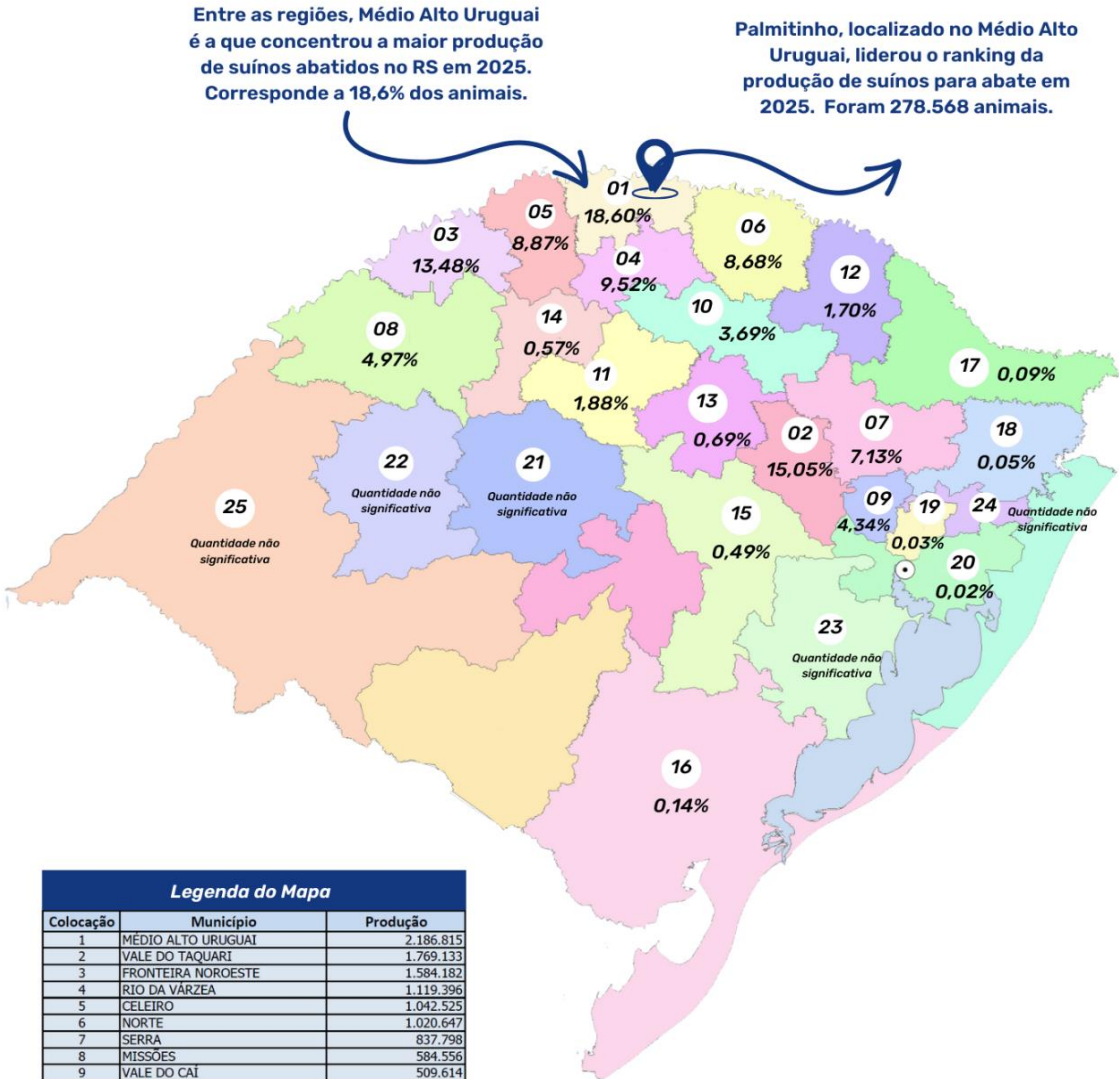 Entre as regiões, Médio Alto Uruguai
é a que concentrou a maior produção
de suínos abatidos no RS em 2025.
Corresponde a 18,6% dos animais.
Palmitinho, localizado no Médio Alto
Uruguai, liderou o ranking da
produção de suínos para abate em
2025. Foram 278.568 animais.
01
18,60%
05
8,87%
06
8,68%
03
13,48%
04
9,52%
12
1,70%
10
3,69%
14
0,57%
08
4,97%
17
0,09%
11
1,88%
13
0,69%
02
15,05%
07
7,13%
18
0,05%
22
Quantidade não
significativa
21
Quantidade não
significativa
25
Quantidade não
significativa
15
0,49%
09
4,34%
19
0,03%
24
Quantidade não
significativa
20
0,02%
23
Quantidade não
significativa
16
0,14%
Legenda do Mapa
Colocação Município Produção
1 MÉDIO ALTO URUGUAI 2.186.815
2 VALE DO TAQUARI 1.769.133
3 FRONTEIRA NOROESTE 1.584.182
4 RIO DA VÁRZEA 1.119.396
5 CELEIRO 1.042.525
6 NORTE 1.020.647
7 SERRA 837.798
8 MISSÕES 584.556
9 VALE DO CAÍ 509.614